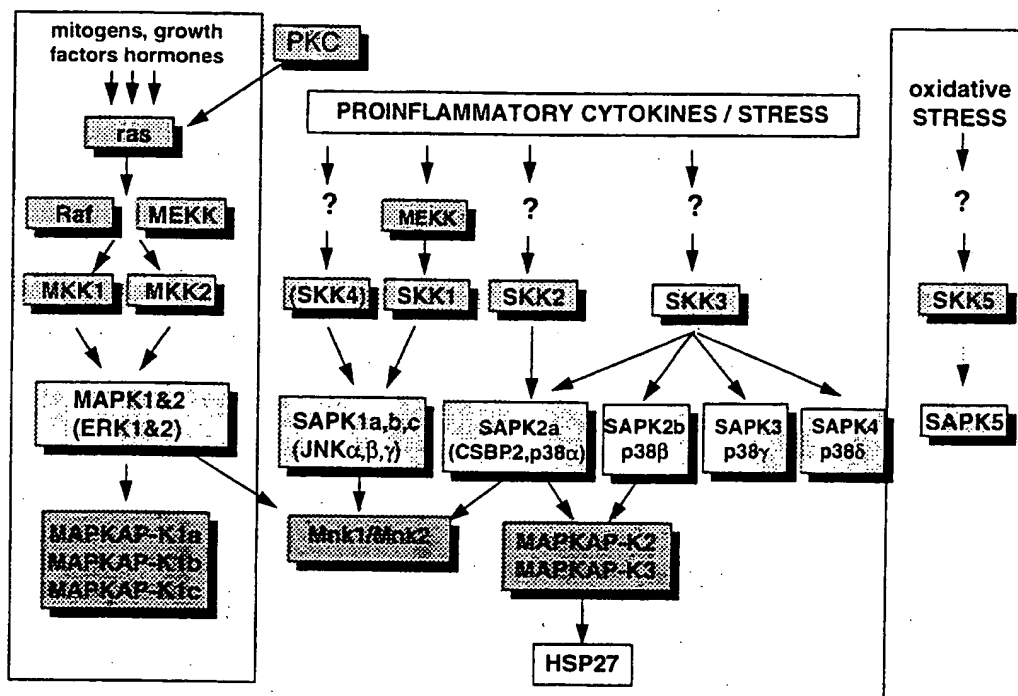 mitogens, growth
factors hormones
PKC
ras
Raf
MEKK
MKK1
MKK2
MAPK1&2
(ERK1&2)
MAPKAP-K1a
MAPKAP-K1b
MAPKAP-K1c
PROINFLAMMATORY CYTOKINES / STRESS
?
MEKK
?
?
(SKK4)
SKK1
SKK2
SKK3
SAPK1a,b,c
(JNKα,β,γ)
SAPK2a
(CSBP2,p38α)
SAPK2b
p38β
SAPK3
p38γ
SAPK4
p38δ
Mnk1/Mnk2
MAPKAP-K2
MAPKAP-K3
HSP27
oxidative
STRESS
?
SKK5
SAPK5